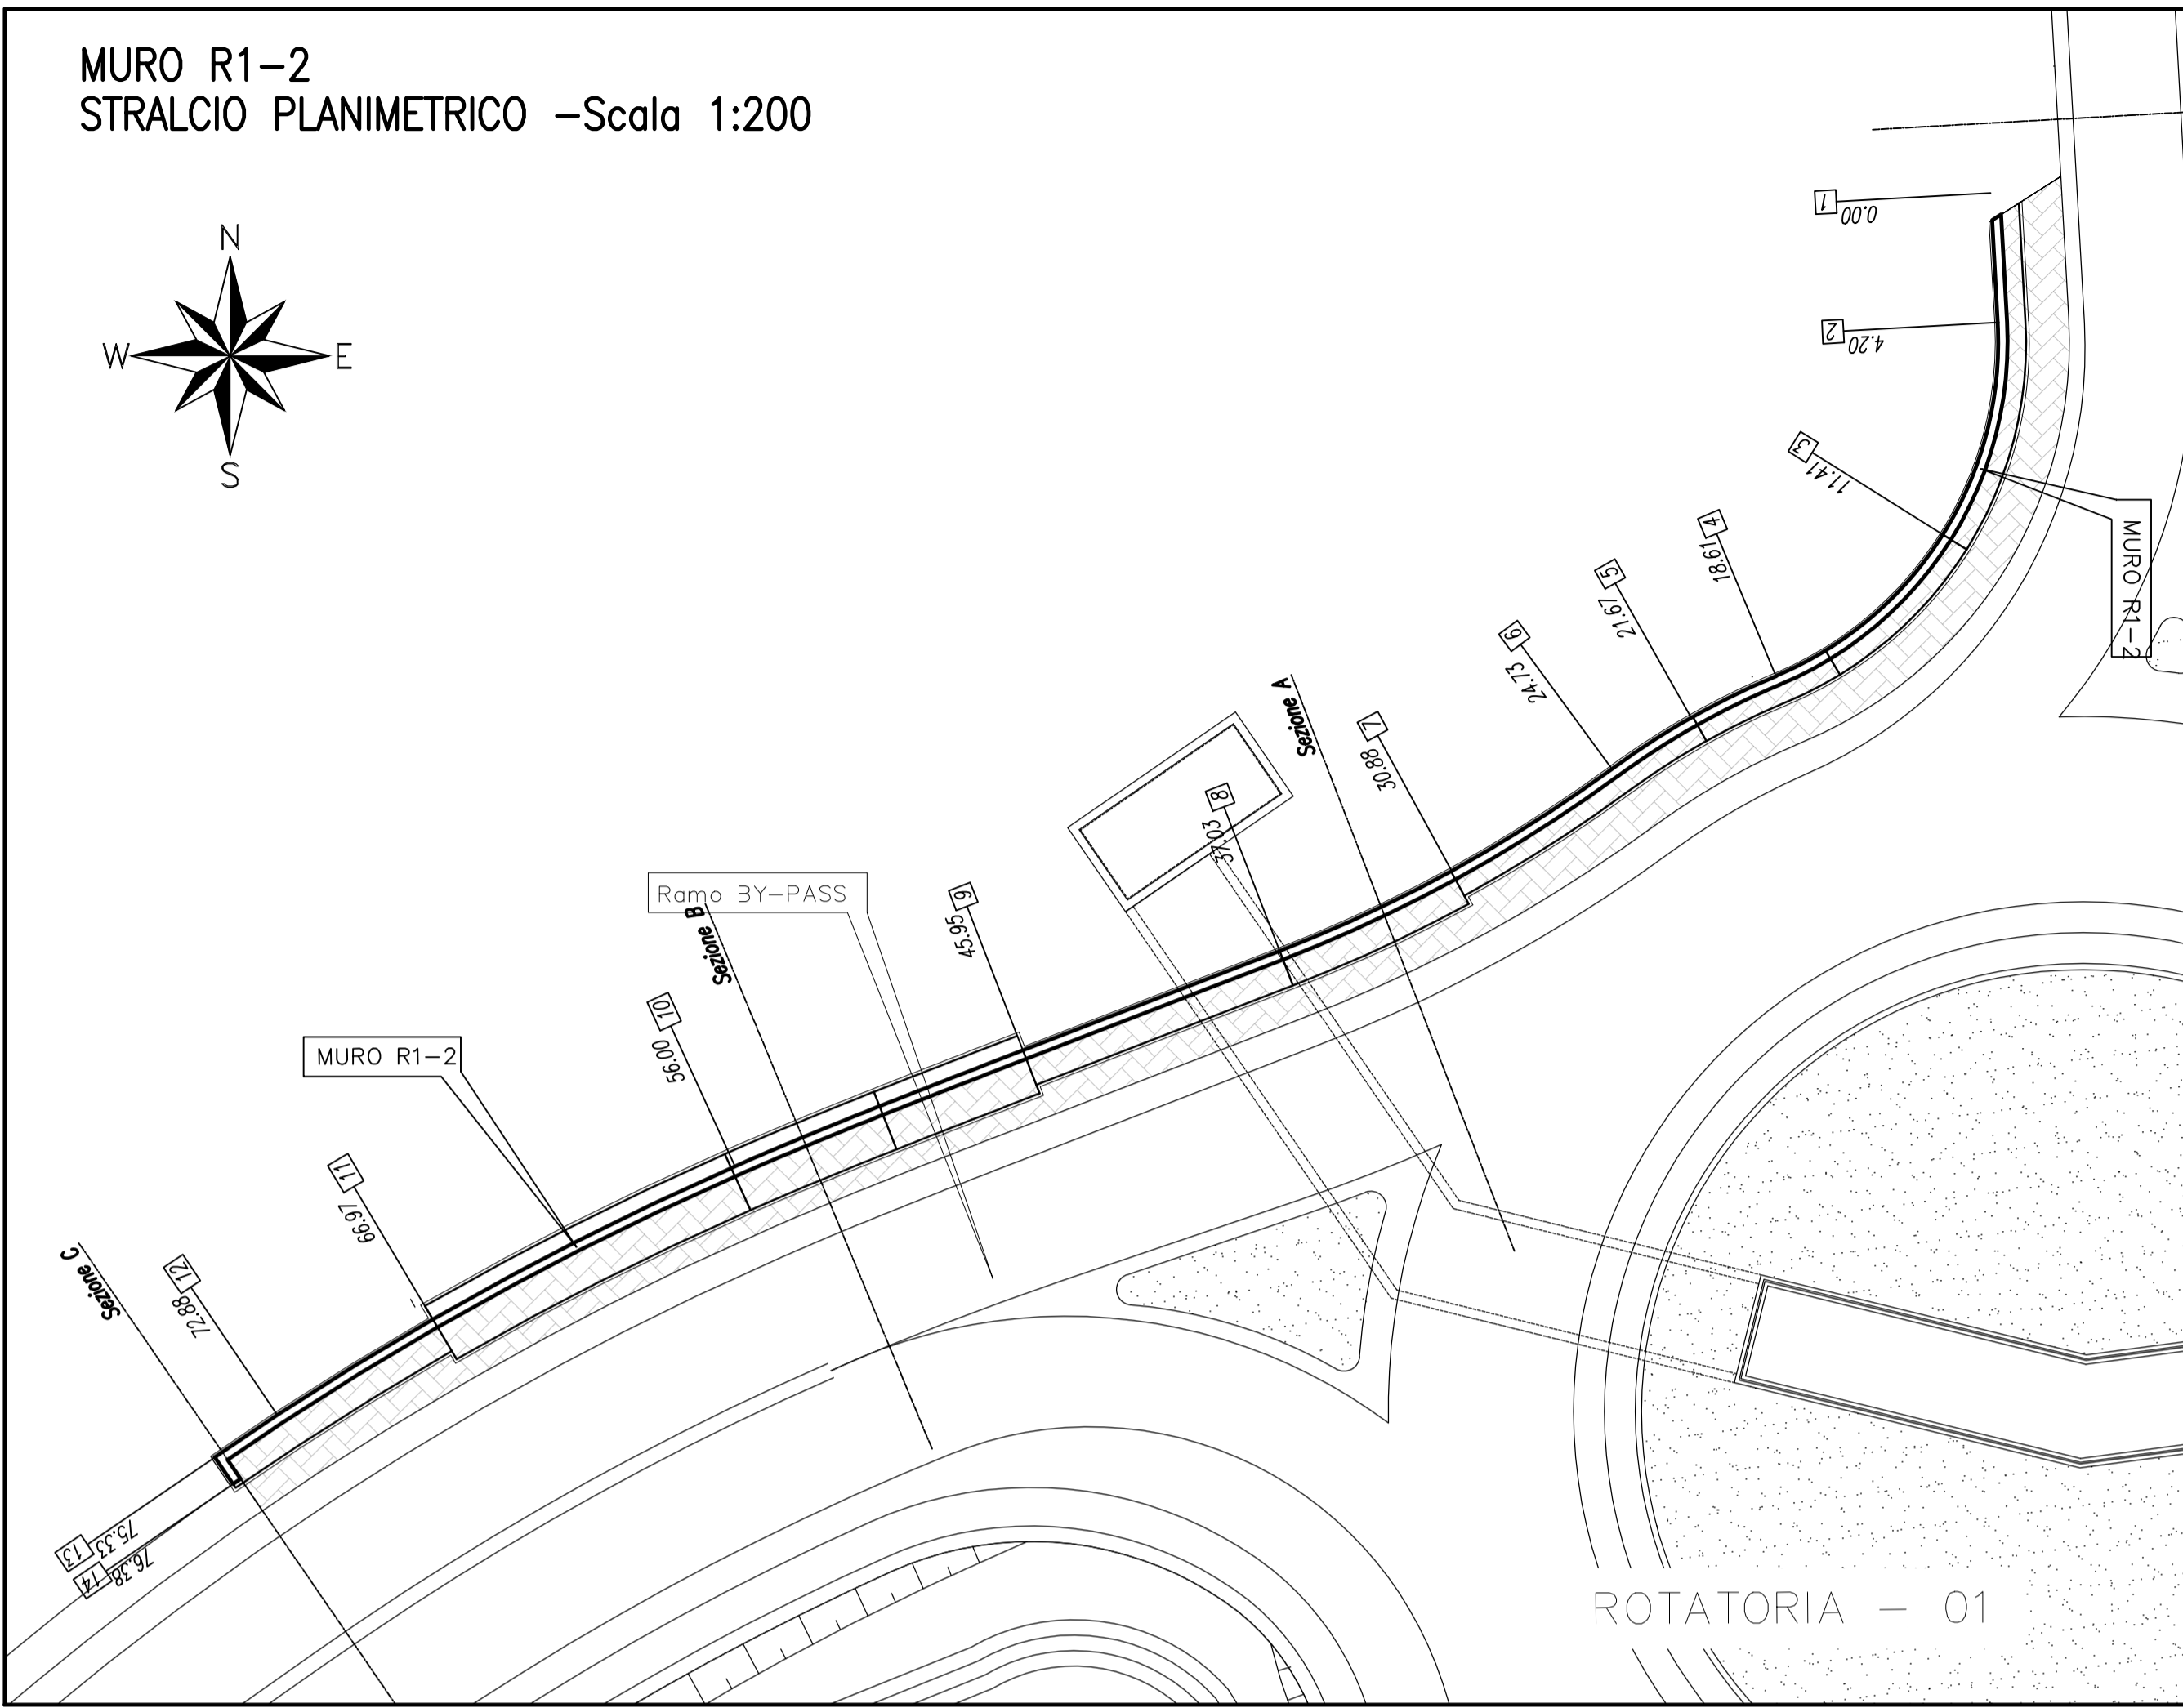 MURO R1-2
STRALCIO PLANIMETRICO -Scala 1:200
N
W
E
S
1
0.00
2
4.20
3
11.41
4
18.61
5
21.67
6
24.73
7
30.88
8
37.03
9
45.95
10
56.00
11
66.97
12
72.88
13
75.33
14
76.38
Sezione A
Sezione B
Sezione C
MURO R1-2
Ramo BY-PASS
MURO R1-2
ROTATORIA - 01